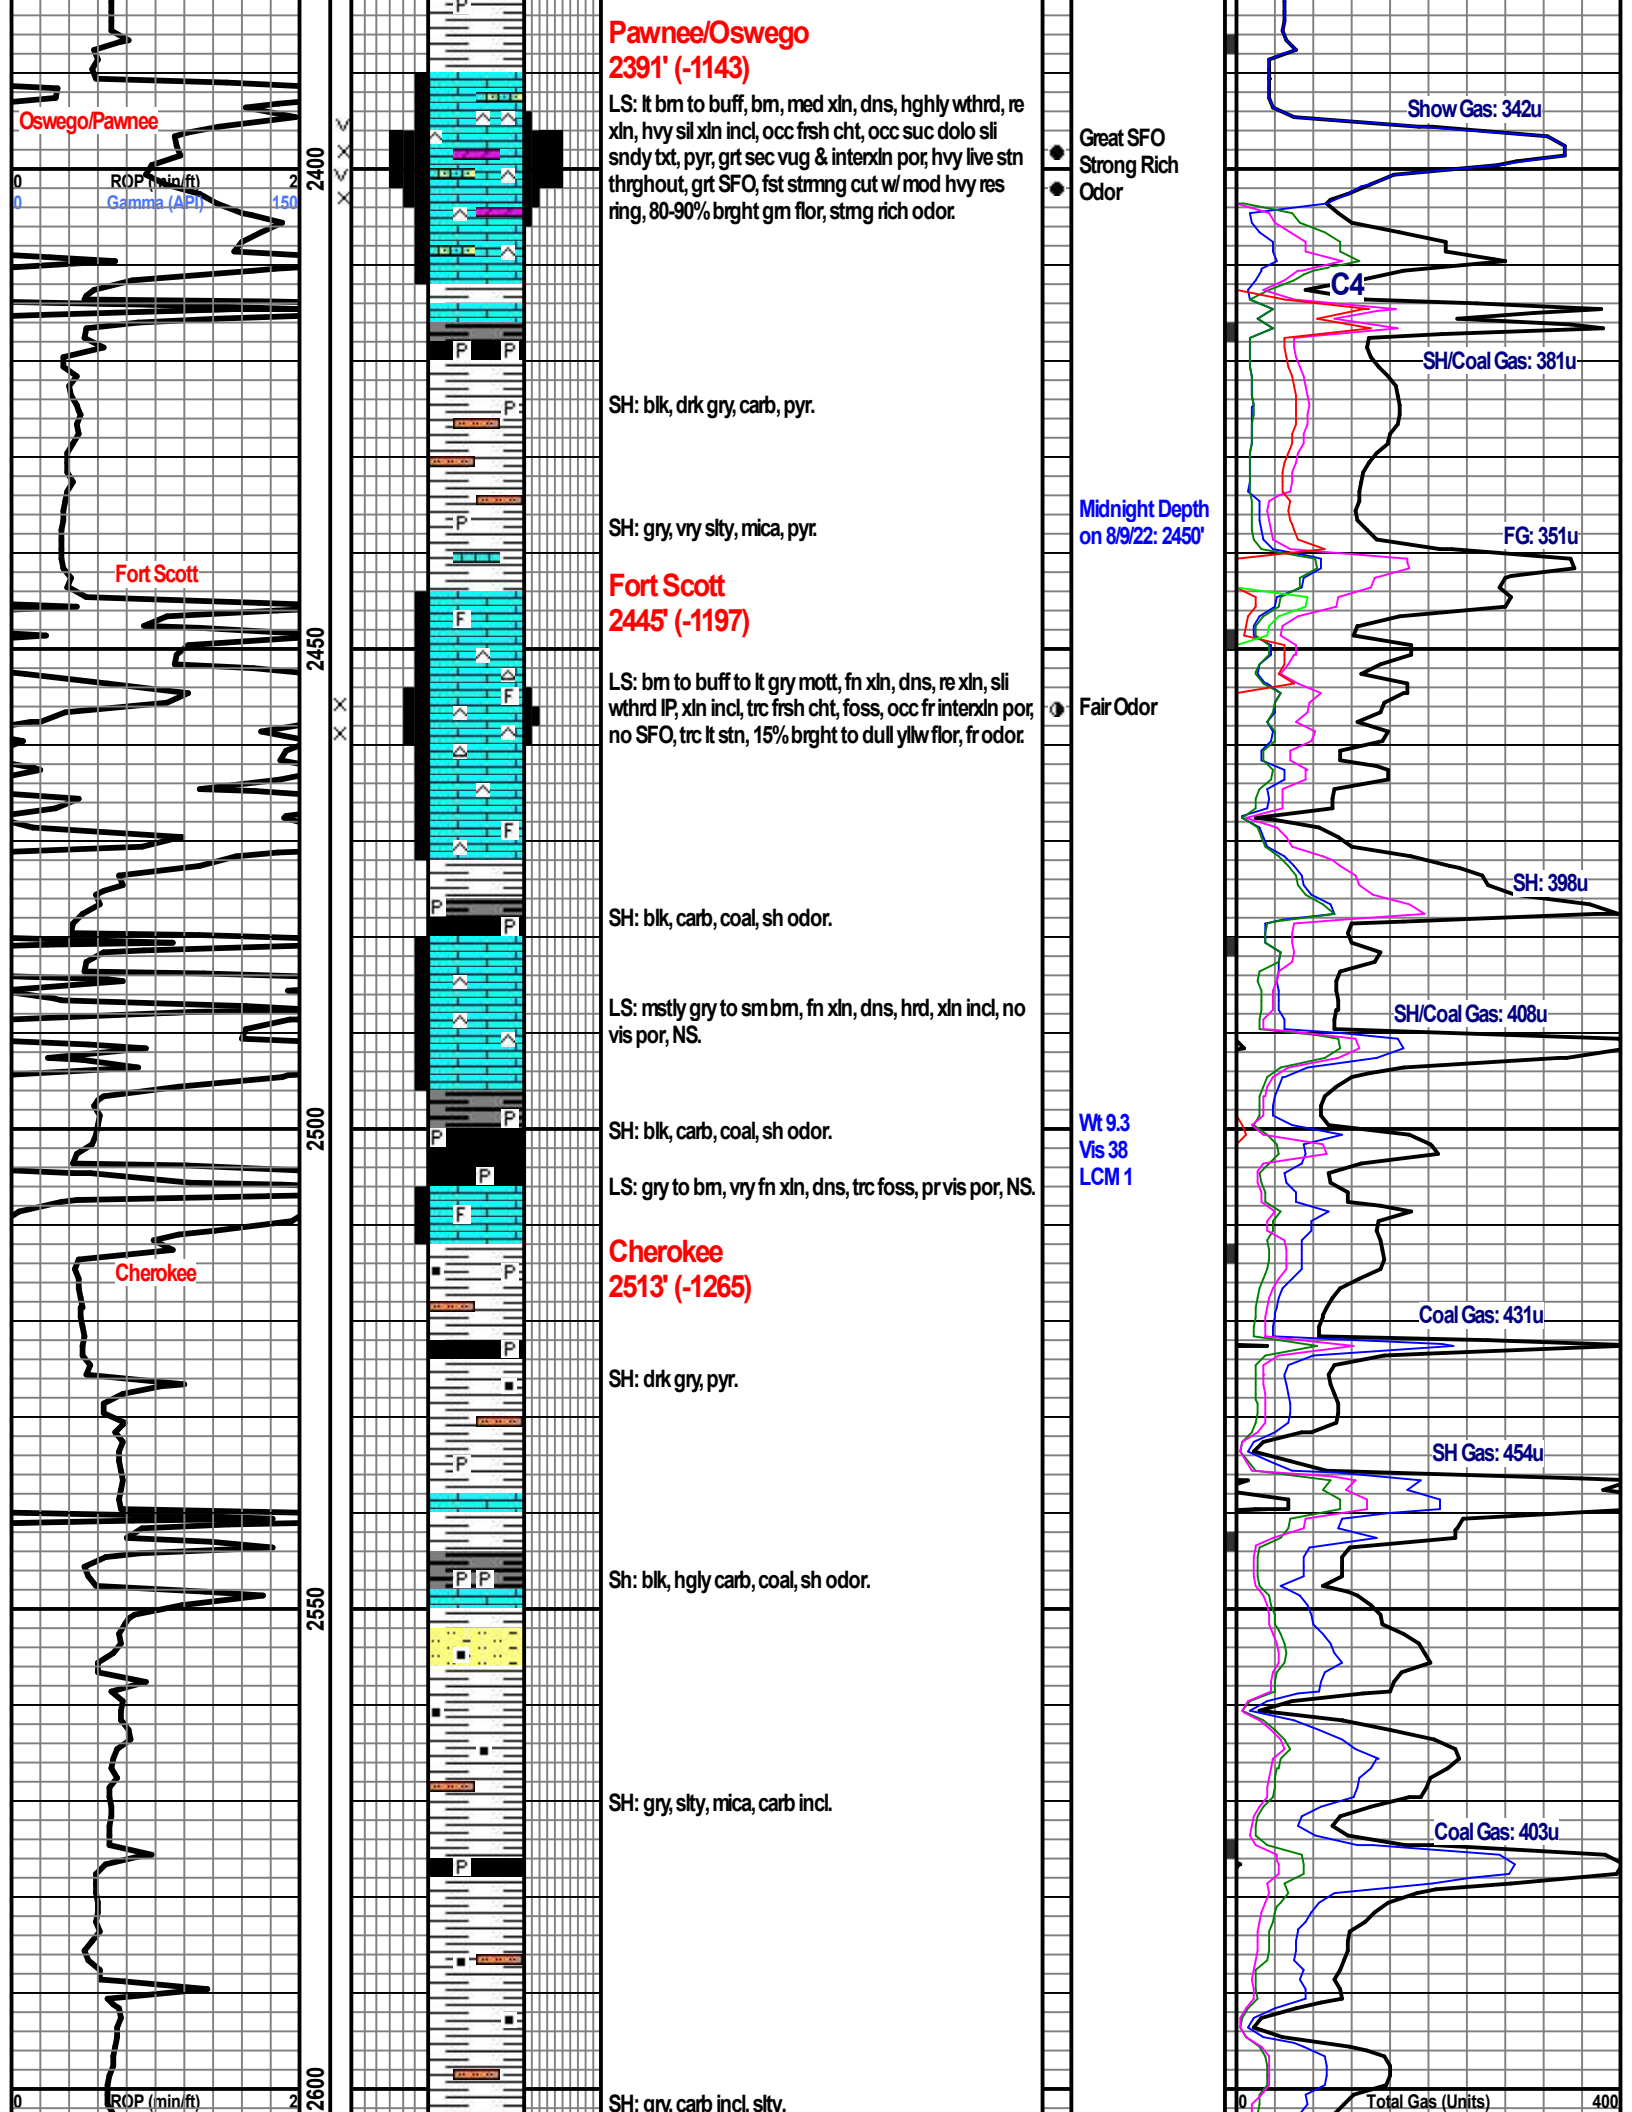 Pawnee/Oswego
2391' (-1143)
LS: lt brn to buff, brn, med xln, dns, hghly wthrd, re
xln, hvy sil xln incl, occ frsh cht, occ suc dolo sli
sndy txt, pyr, grt sec vug & interxln por, hvy live stn
thrghout, grt SFO, fst strmng cut w/ mod hvy res
ring, 80-90% brght grn flor, strng rich odor.
Oswego/Pawnee
0 ROP (min/ft) 2
0 Gamma (API) 150
2400
Great SFO
Strong Rich
Odor
Show Gas: 342u
C4
SH/Coal Gas: 381u
P P
SH: blk, drk gry, carb, pyr.
P
SH: gry, vry slty, mica, pyr.
P
Midnight Depth
on 8/9/22: 2450'
FG: 351u
Fort Scott
Fort Scott
2445' (-1197)
F
2450
LS: brn to buff to lt gry mott, fn xln, dns, re xln, sli
wthrd IP, xln incl, trc frsh cht, foss, occ fr interxln por,
no SFO, trc lt stn, 15% brght to dull yllw flor, fr odor.
F
Fair Odor
F
SH: 398u
P
P
SH: blk, carb, coal, sh odor.
LS: mstly gry to sm brn, fn xln, dns, hrd, xln incl, no
vis por, NS.
SH/Coal Gas: 408u
2500
P
P
SH: blk, carb, coal, sh odor.
P
Wt 9.3
Vis 38
LCM 1
LS: gry to brn, vry fn xln, dns, trc foss, pr vis por, NS.
F
Cherokee
Cherokee
2513' (-1265)
P
Coal Gas: 431u
P
SH: drk gry, pyr.
P
SH Gas: 454u
P P
Sh: blk, hgly carb, coal, sh odor.
2550
SH: gry, slty, mica, carb incl.
Coal Gas: 403u
P
2600
0 ROP (min/ft) 2
SH: gry, carb incl, slty.
0 Total Gas (Units) 400